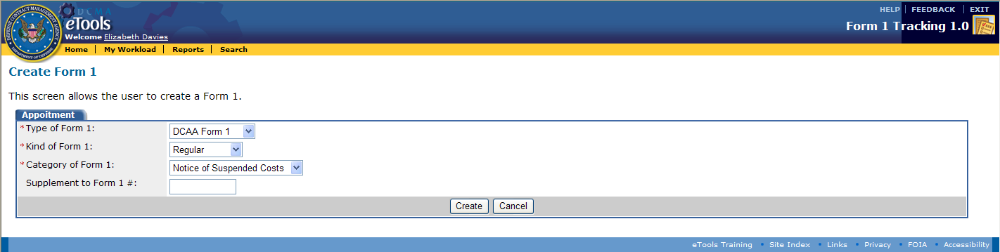 DCMA
HELP | FEEDBACK | EXIT
eTools
Form 1 Tracking 1.0
Welcome Elizabeth Davies
DEFENSE CONTRACT MANAGEMENT AGENCY
DEPARTMENT OF DEFENSE
Home | My Workload | Reports | Search
Create Form 1
This screen allows the user to create a Form 1.
Appoitment
*Type of Form 1: DCAA Form 1
*Kind of Form 1: Regular
*Category of Form 1: Notice of Suspended Costs
Supplement to Form 1 #:
Create Cancel
eTools Training • Site Index • Links • Privacy • FOIA • Accessibility